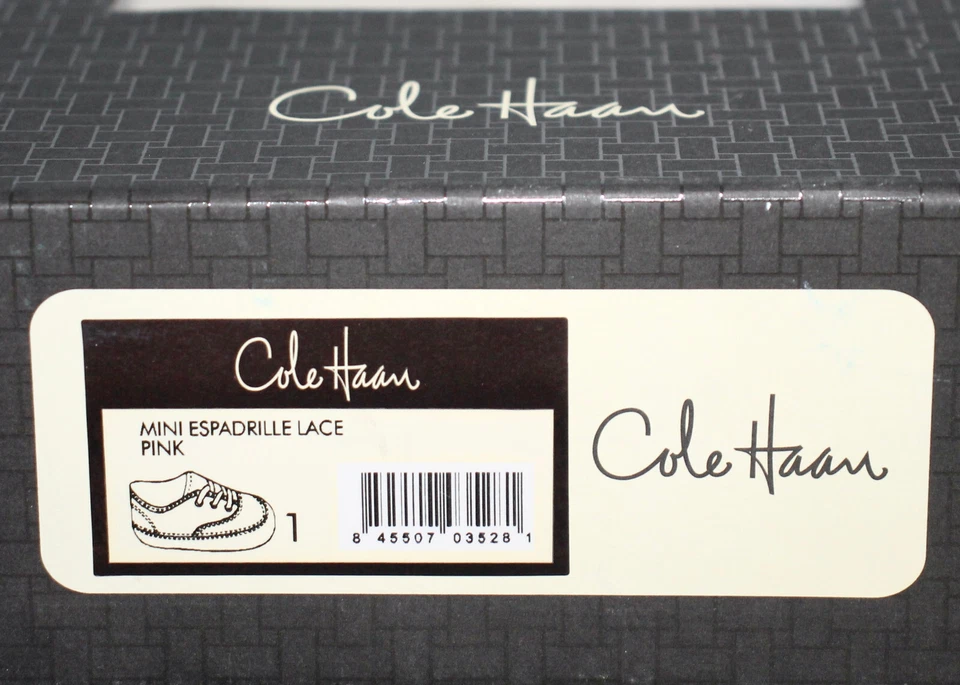 Cole Haan
Cole Haan
MINI ESPADRILLE LACE
PINK
1
8 45507 03528 1
Cole Haan